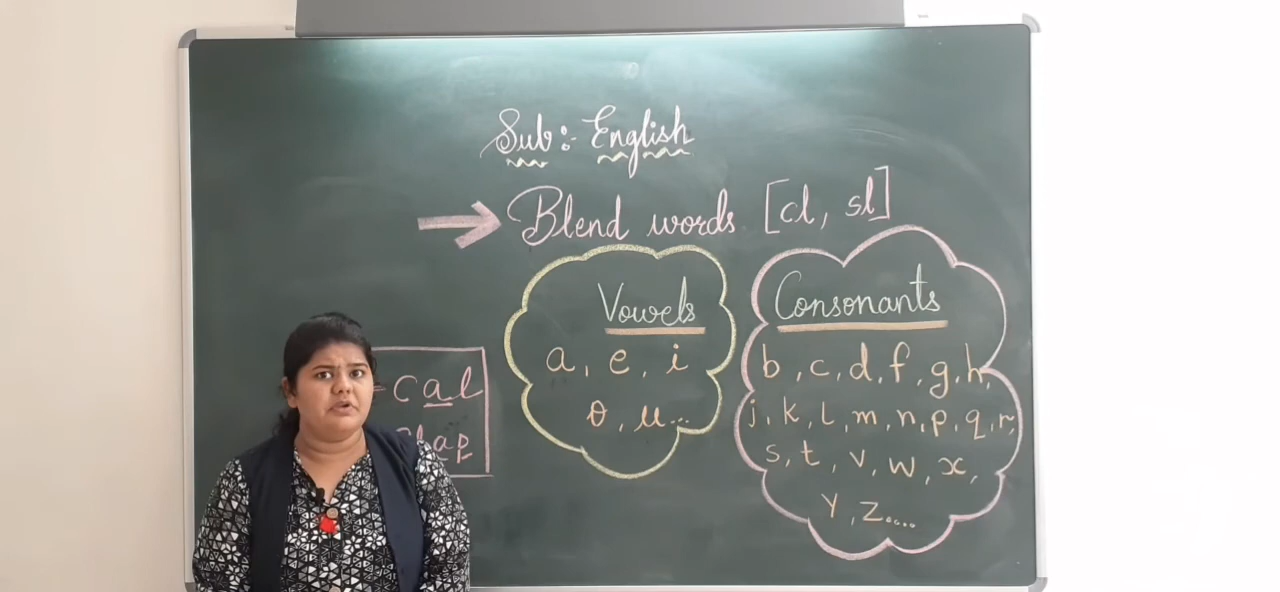 Sub:- English
Blend words [cl, sl]
Vowels
a, e, i
o, u...
Consonants
b, c, d, f, g, h,
j, k, l, m, n, p, q, r,
s, t, v, w, x,
y, z....
cal